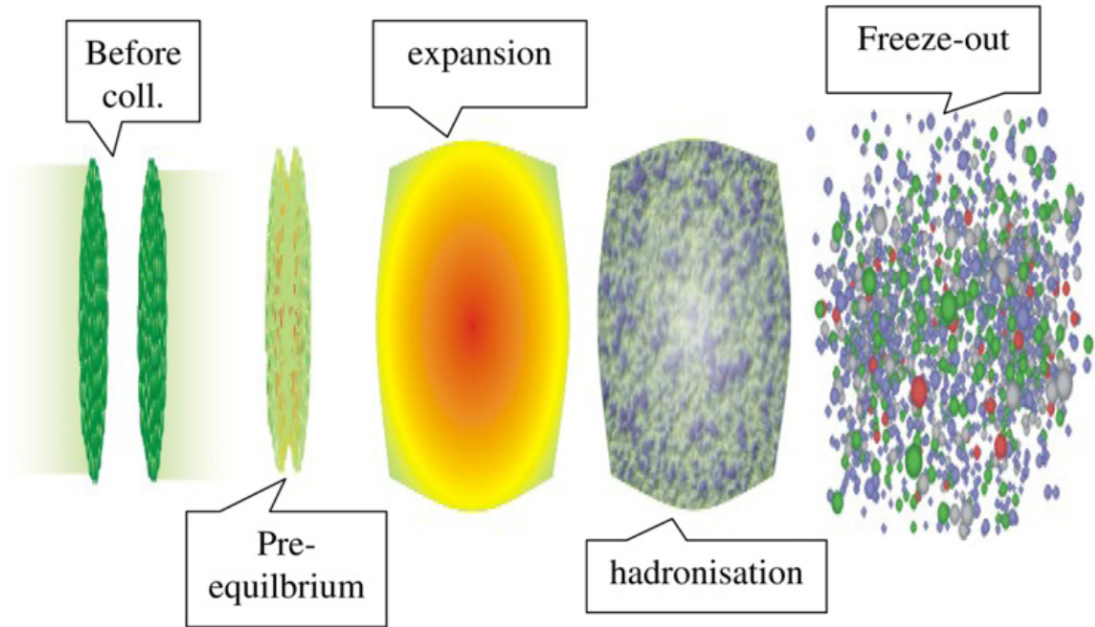 Before
coll.
Pre-
equilbrium
expansion
hadronisation
Freeze-out